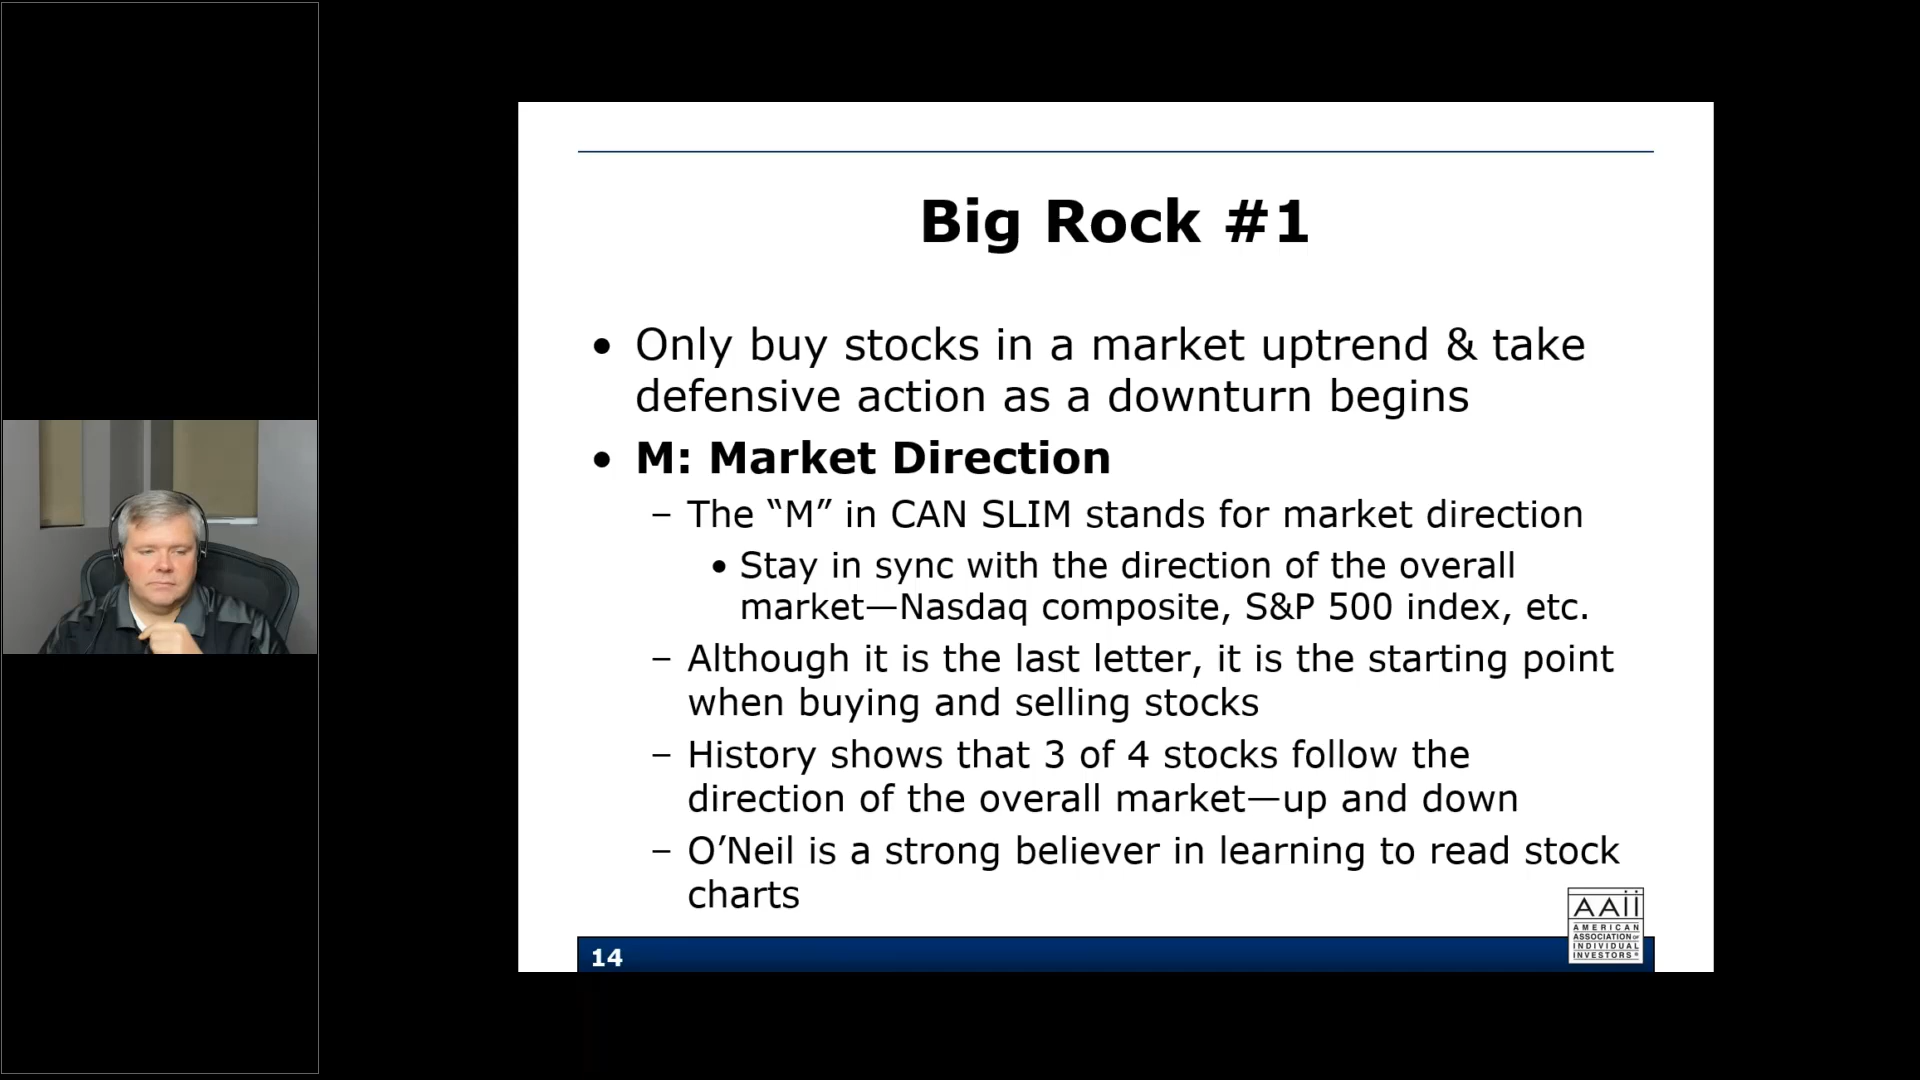 Big Rock #1
• Only buy stocks in a market uptrend & take
defensive action as a downturn begins
• M: Market Direction
– The “M” in CAN SLIM stands for market direction
• Stay in sync with the direction of the overall
market—Nasdaq composite, S&P 500 index, etc.
– Although it is the last letter, it is the starting point
when buying and selling stocks
– History shows that 3 of 4 stocks follow the
direction of the overall market—up and down
– O’Neil is a strong believer in learning to read stock
charts
14
AAii
AMERICAN
ASSOCIATION OF
INDIVIDUAL
INVESTORS®